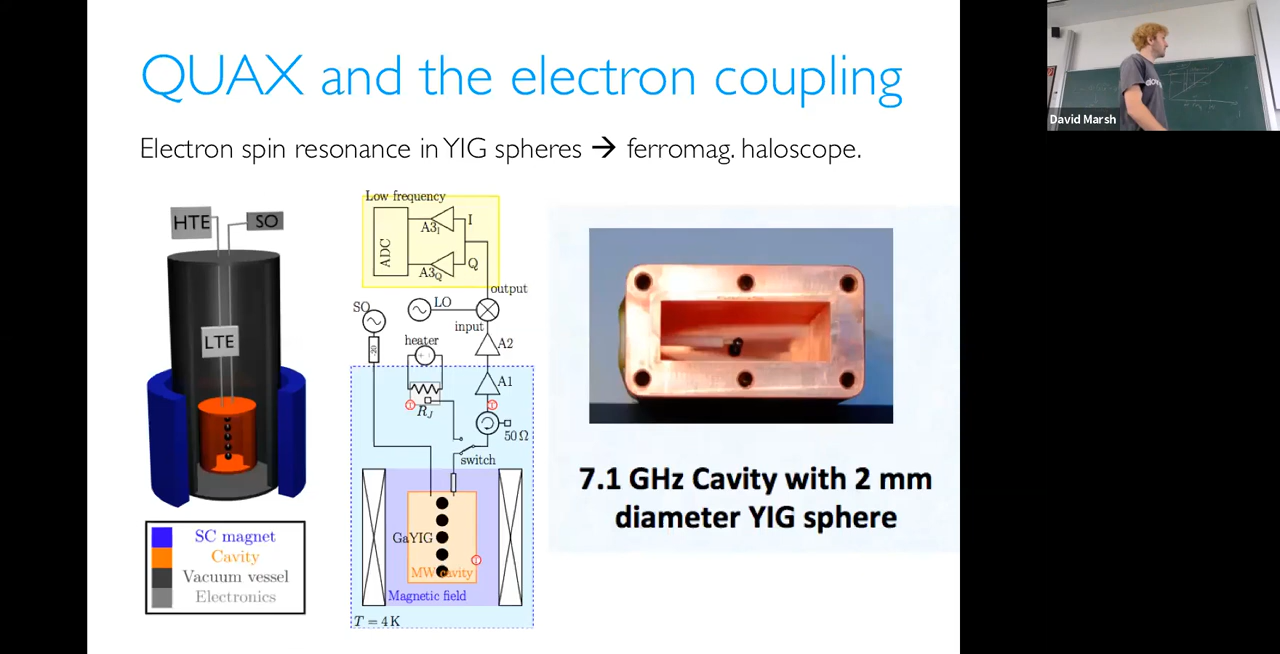 QUAX and the electron coupling
Electron spin resonance in YIG spheres → ferromag. haloscope.
HTE
SO
LTE
SC magnet
Cavity
Vacuum vessel
Electronics
Low frequency
ADC
A3I
I
A3Q
Q
output
SO
LO
input
heater
A2
A1
RJ
50 Ω
switch
GaYIG
MW cavity
Magnetic field
T = 4 K
7.1 GHz Cavity with 2 mm
diameter YIG sphere
David Marsh